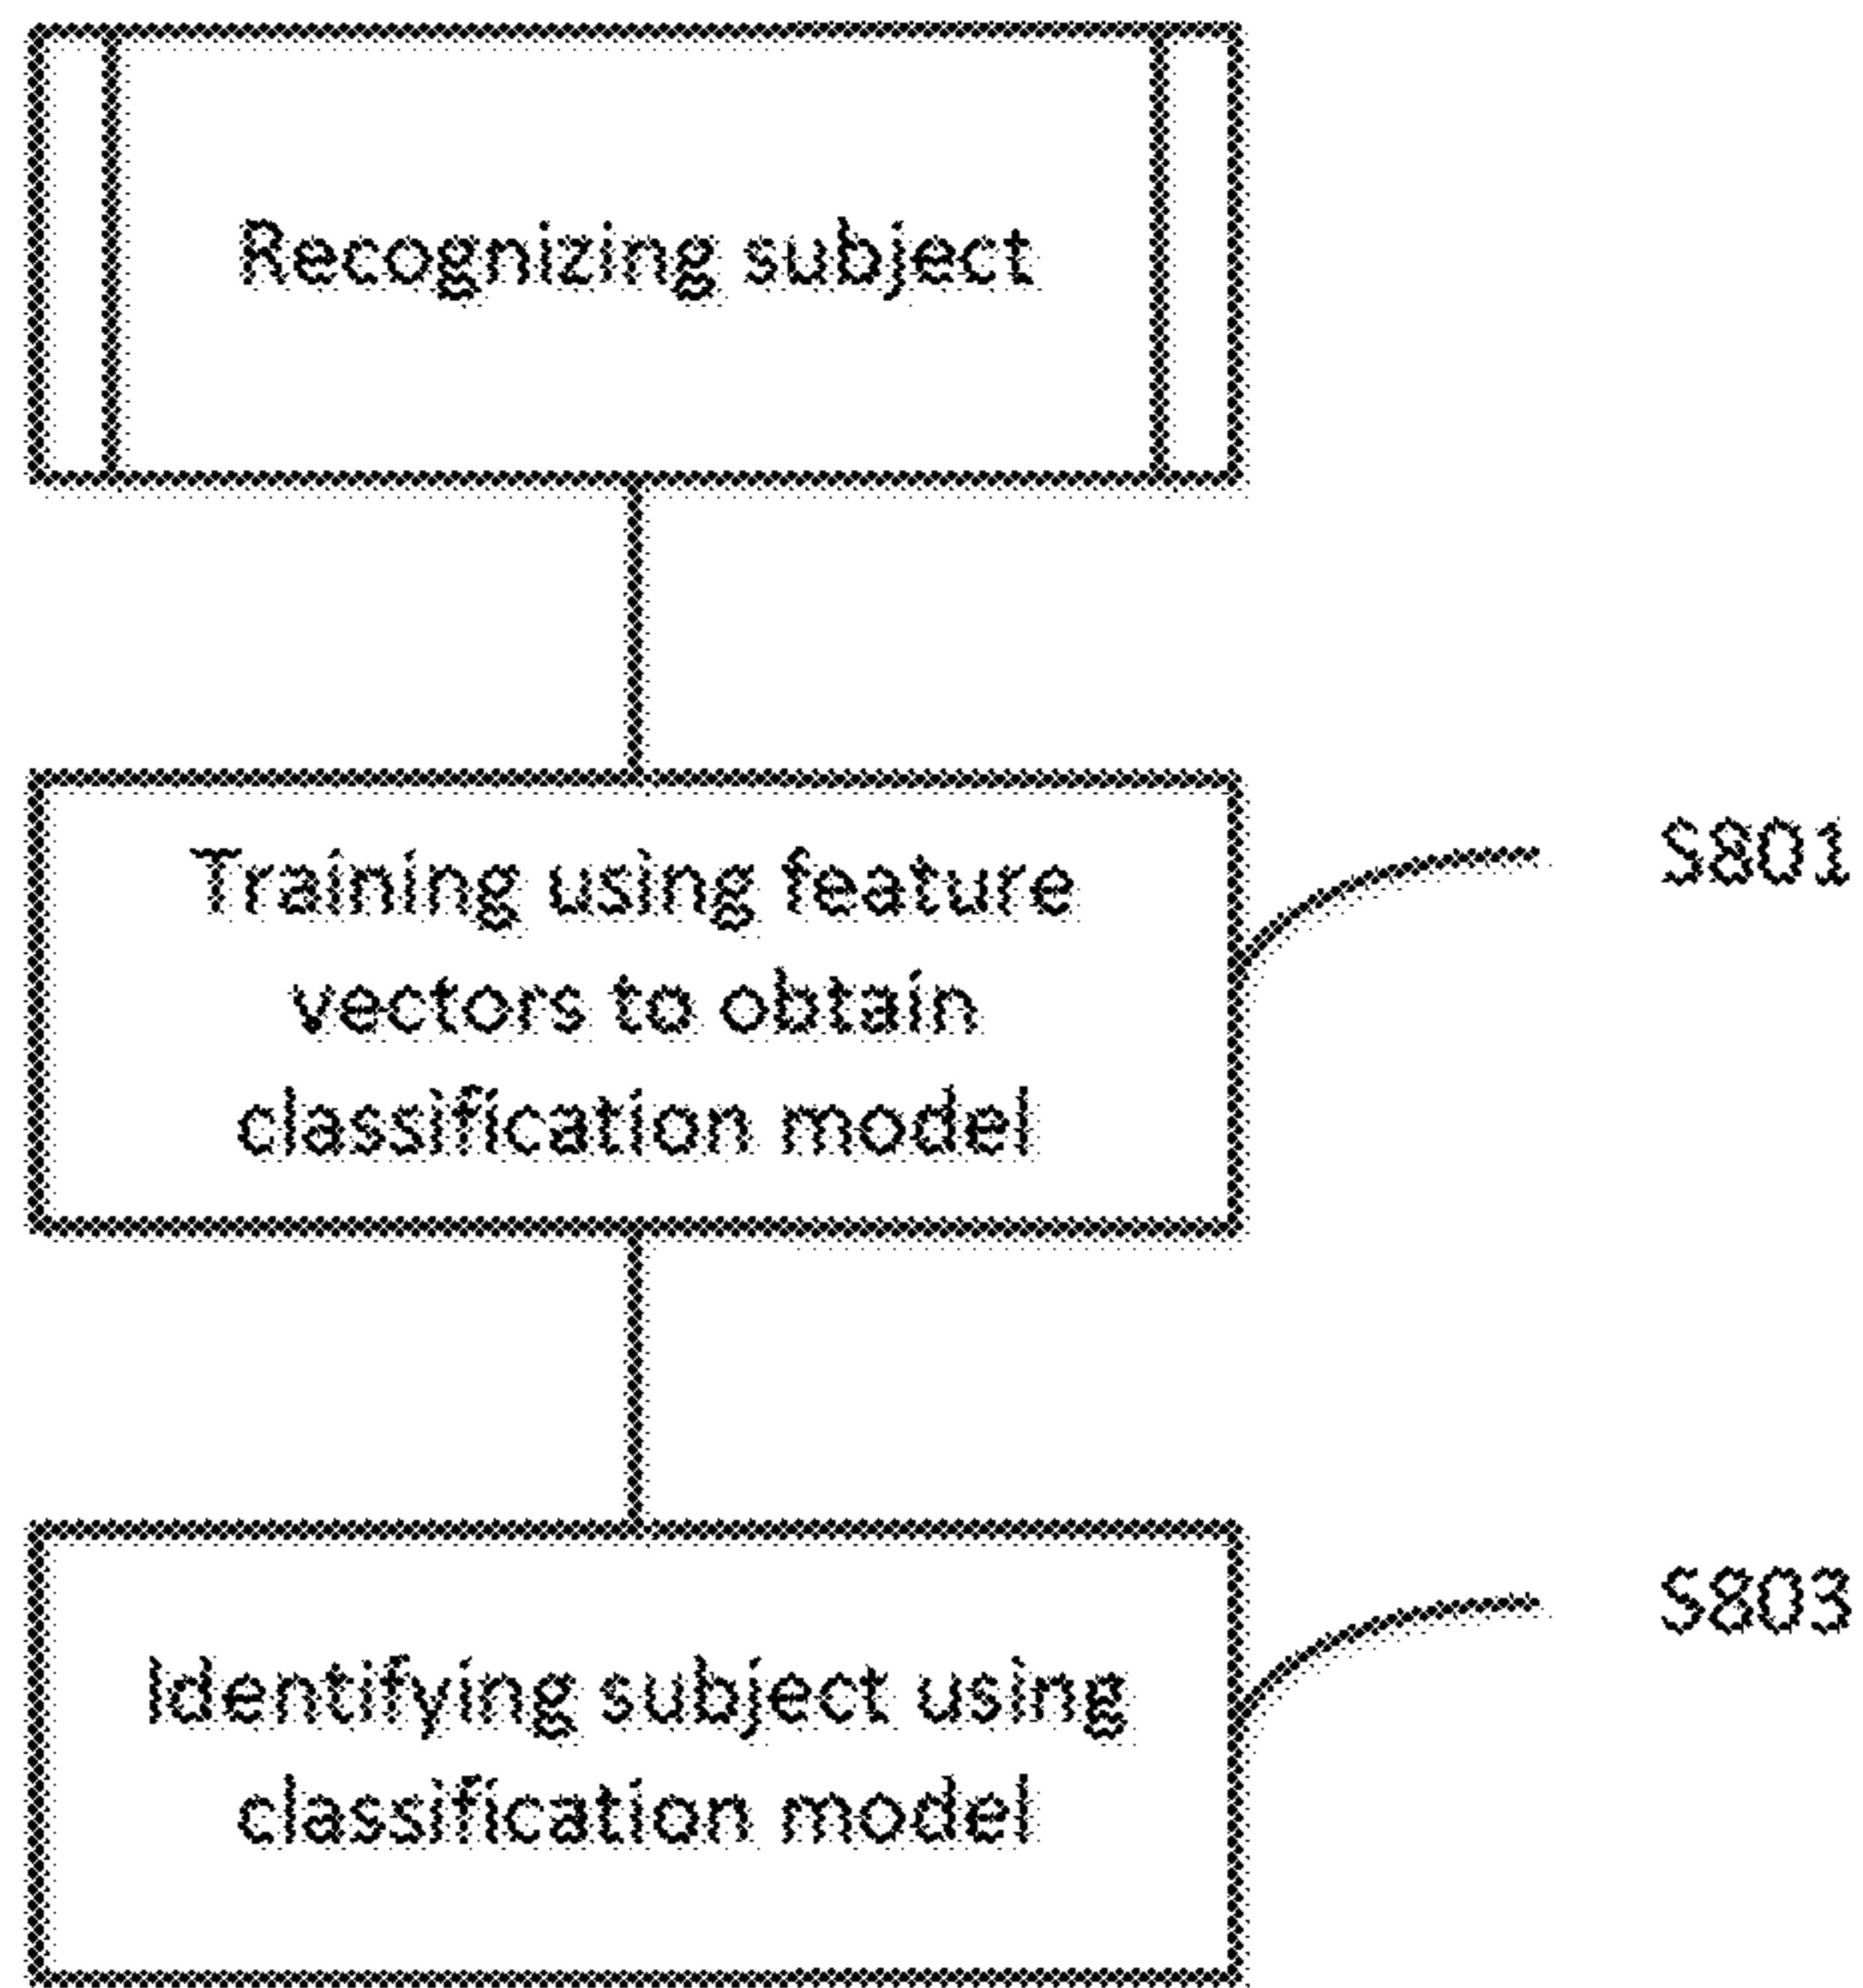 Recognizing subject
Training using feature
vectors to obtain
classification model
S801
Identifying subject using
classification model
S803